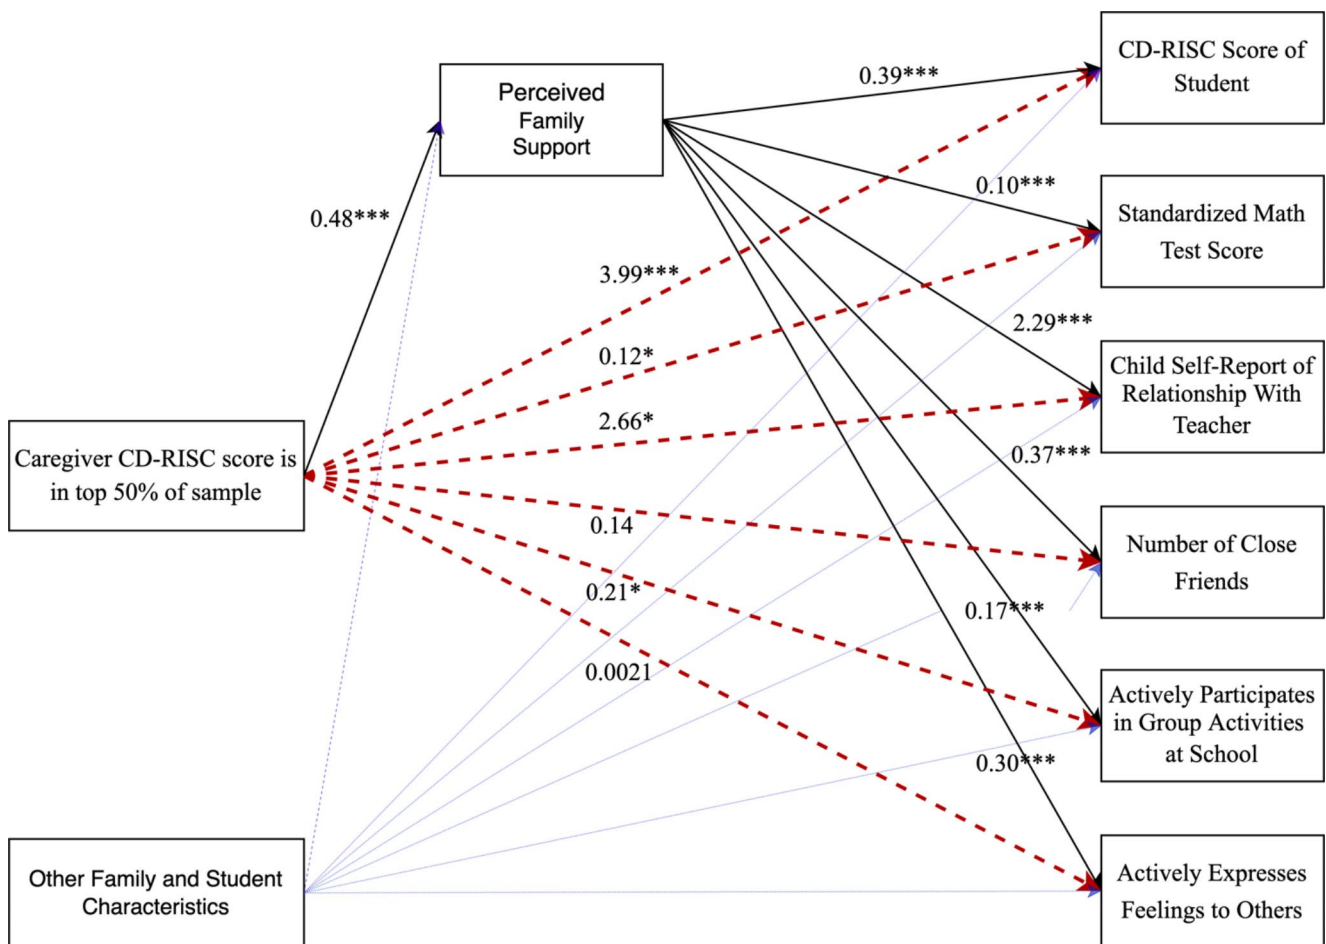 CD-RISC Score of
Student
Perceived
Family
Support
0.39***
0.10***
Standardized Math
Test Score
0.48***
3.99***
2.29***
0.12*
Child Self-Report of
Relationship With
Teacher
2.66*
Caregiver CD-RISC score is
in top 50% of sample
0.37***
0.14
Number of Close
Friends
0.21*
0.17***
0.0021
Actively Participates
in Group Activities
at School
0.30***
Other Family and Student
Characteristics
Actively Expresses
Feelings to Others